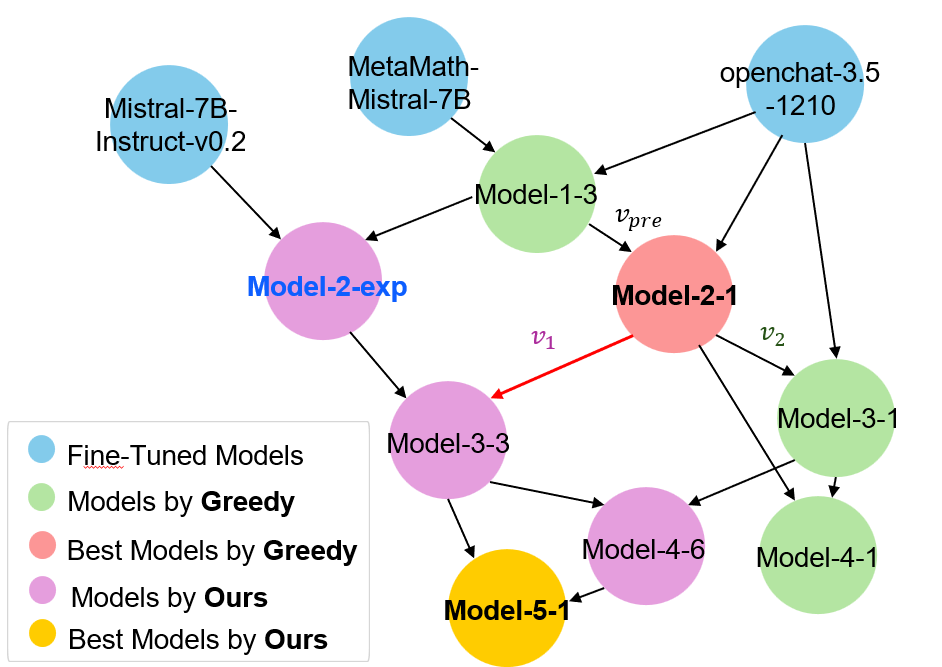 MetaMath-
Mistral-7B
openchat-3.5
-1210
Mistral-7B-
Instruct-v0.2
Model-1-3
v_pre
Model-2-exp
Model-2-1
v_1
v_2
Model-3-3
Model-3-1
Model-4-6
Model-4-1
Model-5-1
Fine-Tuned Models
Models by Greedy
Best Models by Greedy
Models by Ours
Best Models by Ours